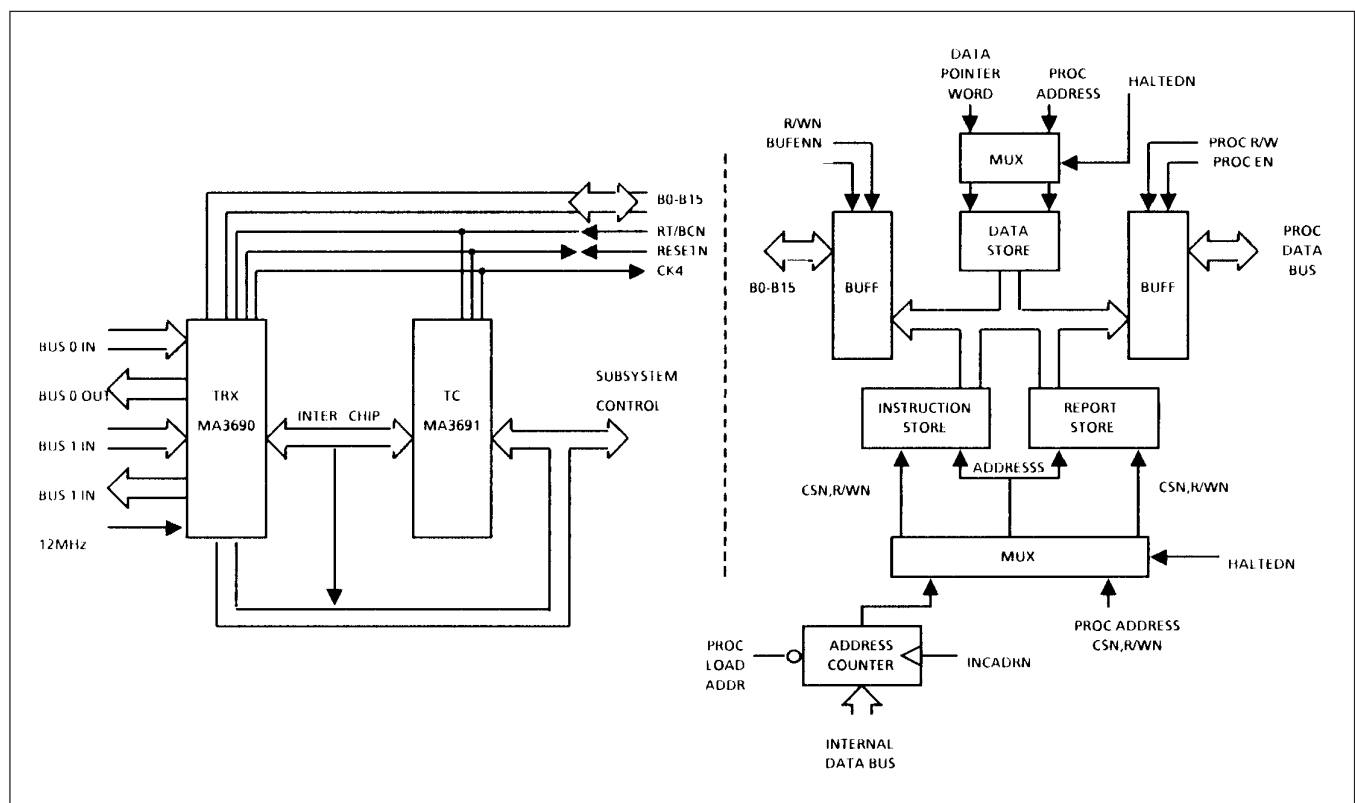 B0-B15
RT/BCN
RESETN
CK4
BUS 0 IN
BUS 0 OUT
BUS 1 IN
BUS 1 IN
12MHz
TRX
MA3690
INTER CHIP
TC
MA3691
SUBSYSTEM
CONTROL
DATA
POINTER
WORD
PROC
ADDRESS
HALTEDN
R/WN
BUFENN
MUX
PROC R/W
PROC EN
DATA
STORE
B0-B15
BUFF
BUFF
PROC
DATA
BUS
INSTRUCTION
STORE
REPORT
STORE
ADDRESSS
CSN,R/WN
CSN,R/WN
MUX
HALTEDN
PROC ADDRESS
CSN,R/WN
PROC
LOAD
ADDR
ADDRESS
COUNTER
INCADRN
INTERNAL
DATA BUS